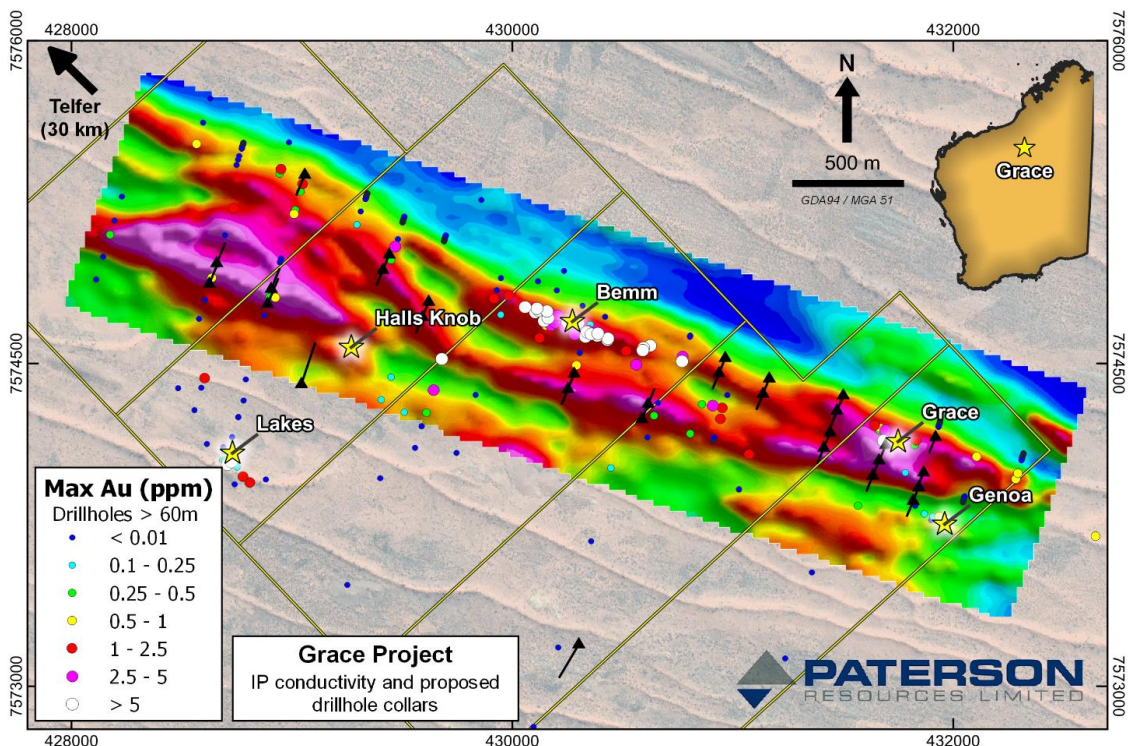 428000
430000
432000
7576000
7576000
Telfer
(30 km)
N
500 m
GDA94 / MGA 51
Grace
Bemm
Halls Knob
7574500
7574500
Grace
Lakes
Genoa
Max Au (ppm)
Drillholes > 60m
< 0.01
0.1 - 0.25
0.25 - 0.5
0.5 - 1
1 - 2.5
2.5 - 5
> 5
Grace Project
IP conductivity and proposed
drillhole collars
PATERSON
RESOURCES LIMITED
7573000
7573000
428000
430000
432000